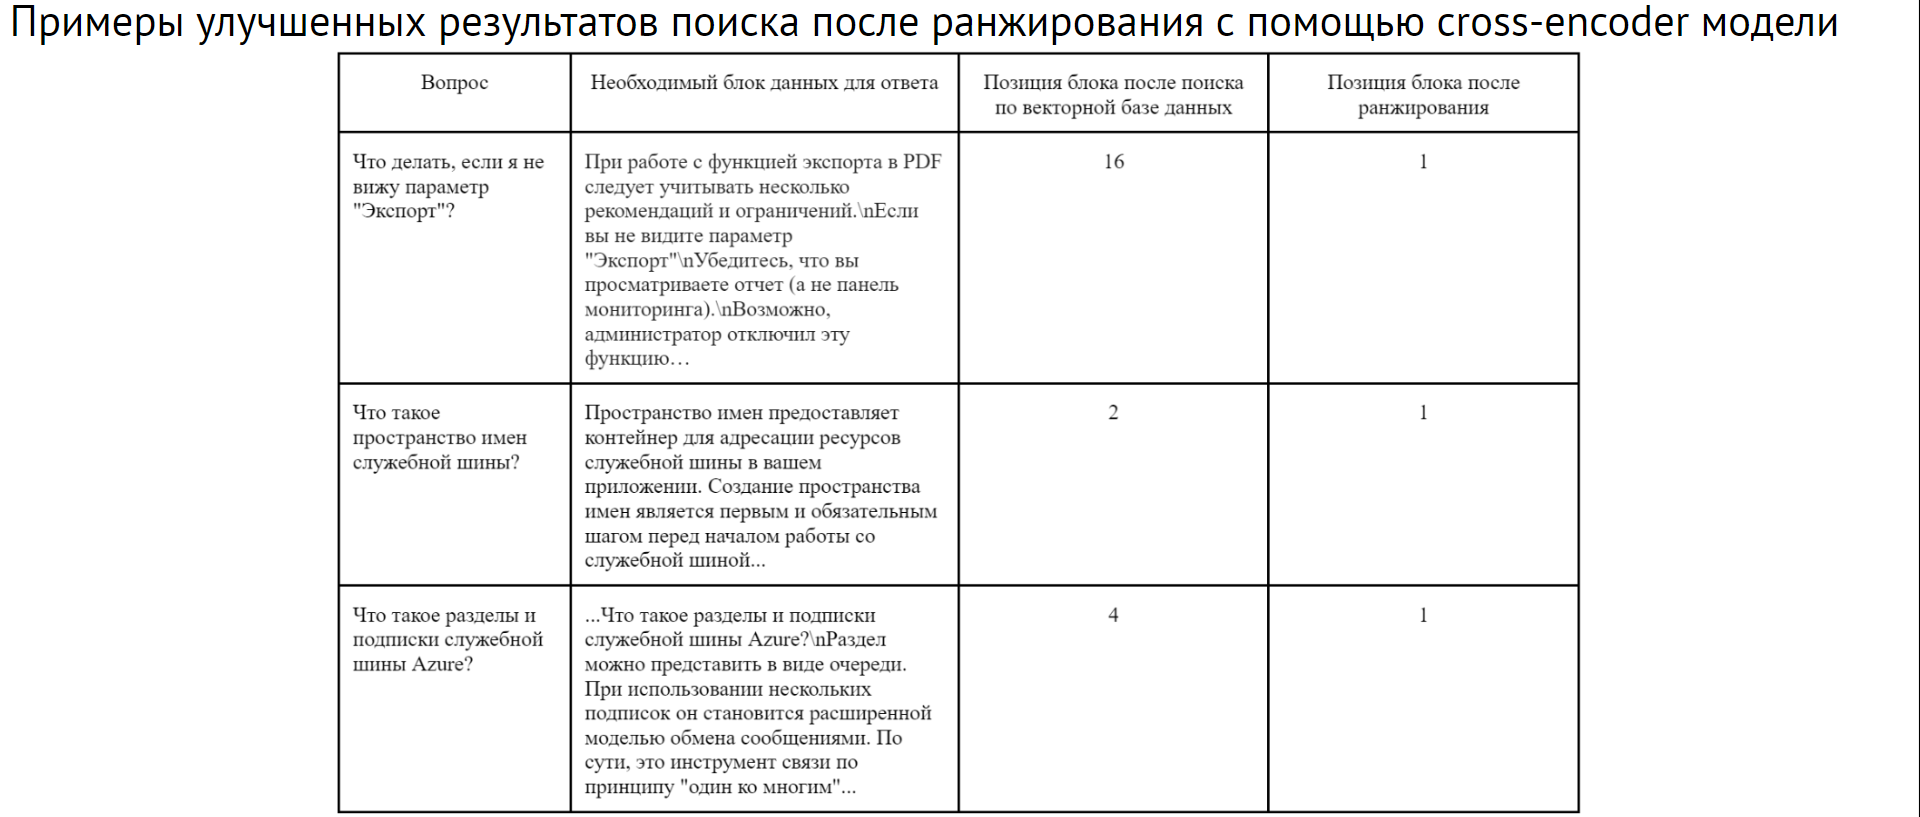 Примеры улучшенных результатов поиска после ранжирования с помощью cross-encoder модели
Вопрос
Необходимый блок данных для ответа
Позиция блока после поиска
по векторной базе данных
Позиция блока после
ранжирования
Что делать, если я не
вижу параметр
"Экспорт"?
При работе с функцией экспорта в PDF
следует учитывать несколько
рекомендаций и ограничений.\nЕсли
вы не видите параметр
"Экспорт"\nУбедитесь, что вы
просматриваете отчет (а не панель
мониторинга).\nВозможно,
администратор отключил эту
функцию…
16
1
Что такое
пространство имен
служебной шины?
Пространство имен предоставляет
контейнер для адресации ресурсов
служебной шины в вашем
приложении. Создание пространства
имен является первым и обязательным
шагом перед началом работы со
служебной шиной...
2
1
Что такое разделы и
подписки служебной
шины Azure?
...Что такое разделы и подписки
служебной шины Azure?\nРаздел
можно представить в виде очереди.
При использовании нескольких
подписок он становится расширенной
моделью обмена сообщениями. По
сути, это инструмент связи по
принципу "один ко многим"...
4
1